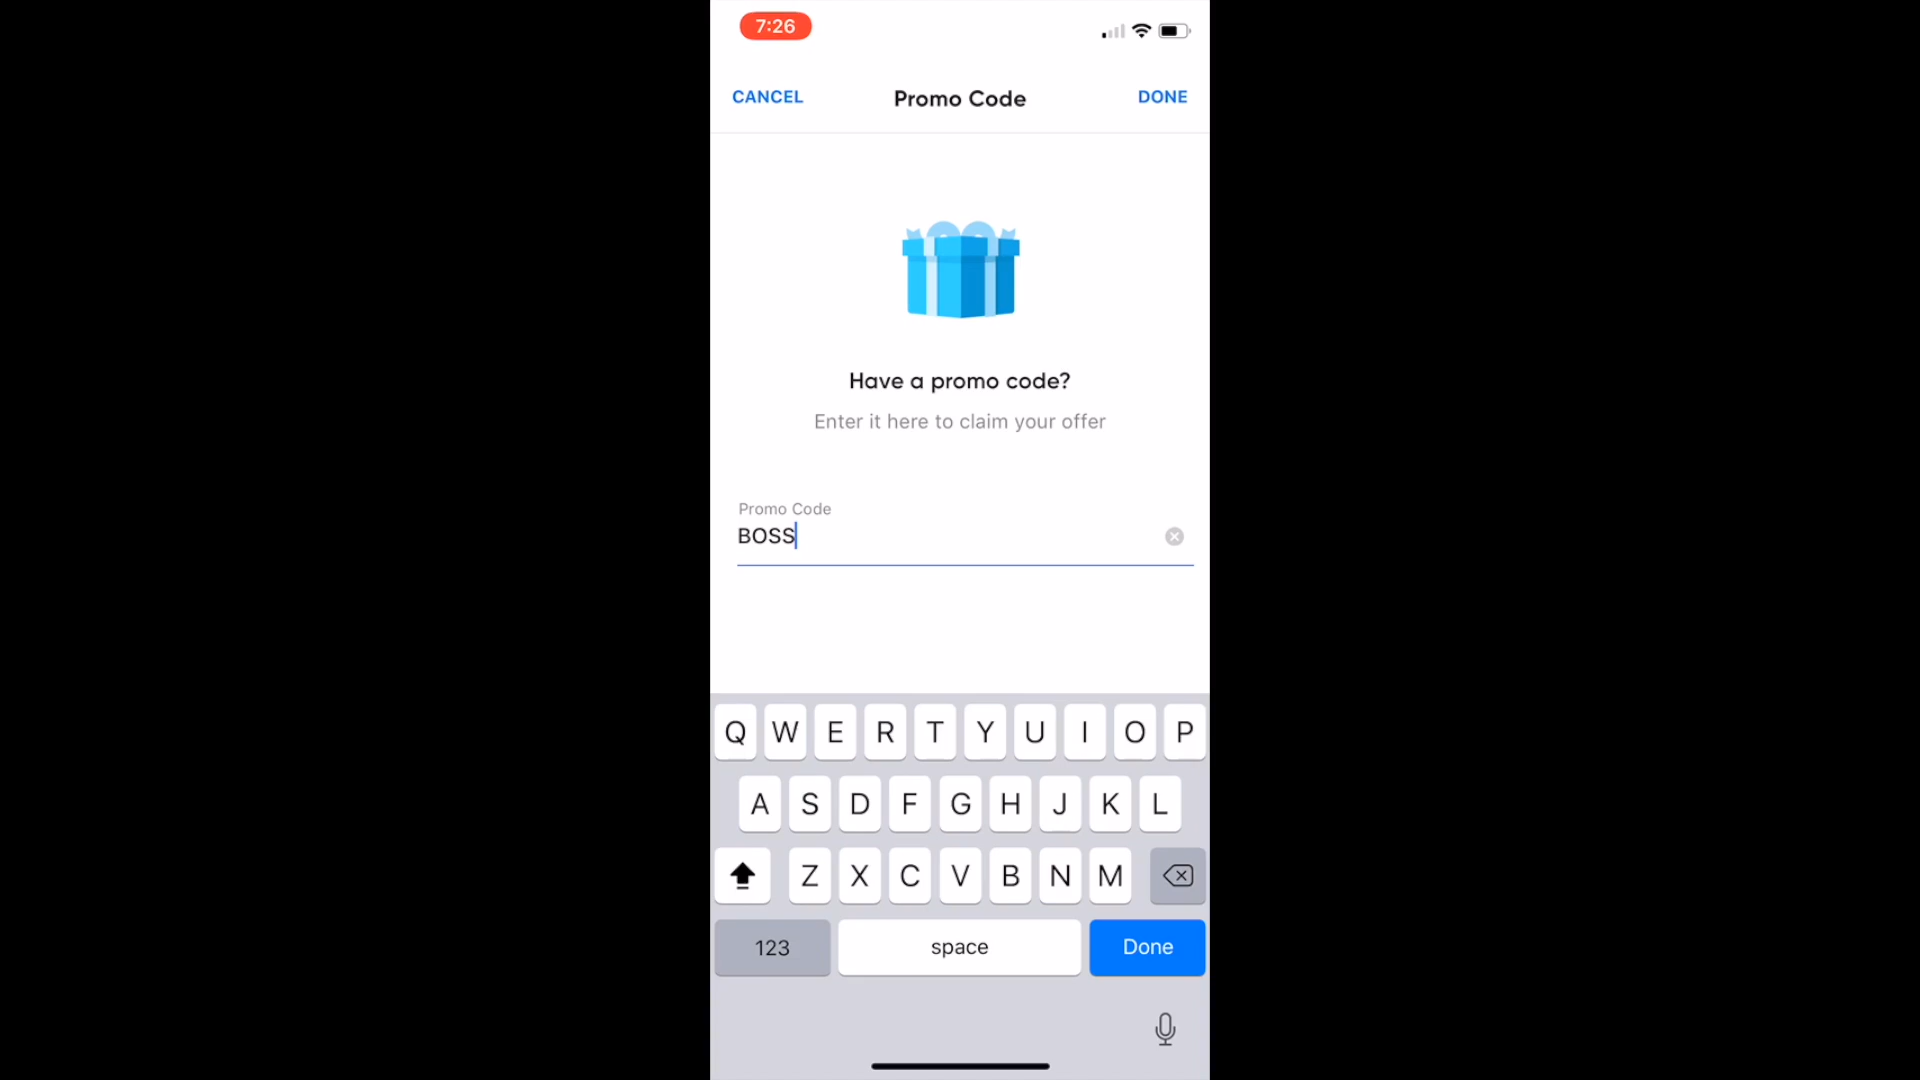 7:26
CANCEL Promo Code DONE
Have a promo code?
Enter it here to claim your offer
Promo Code
BOSS
Q W E R T Y U I O P
A S D F G H J K L
Z X C V B N M
123 space Done